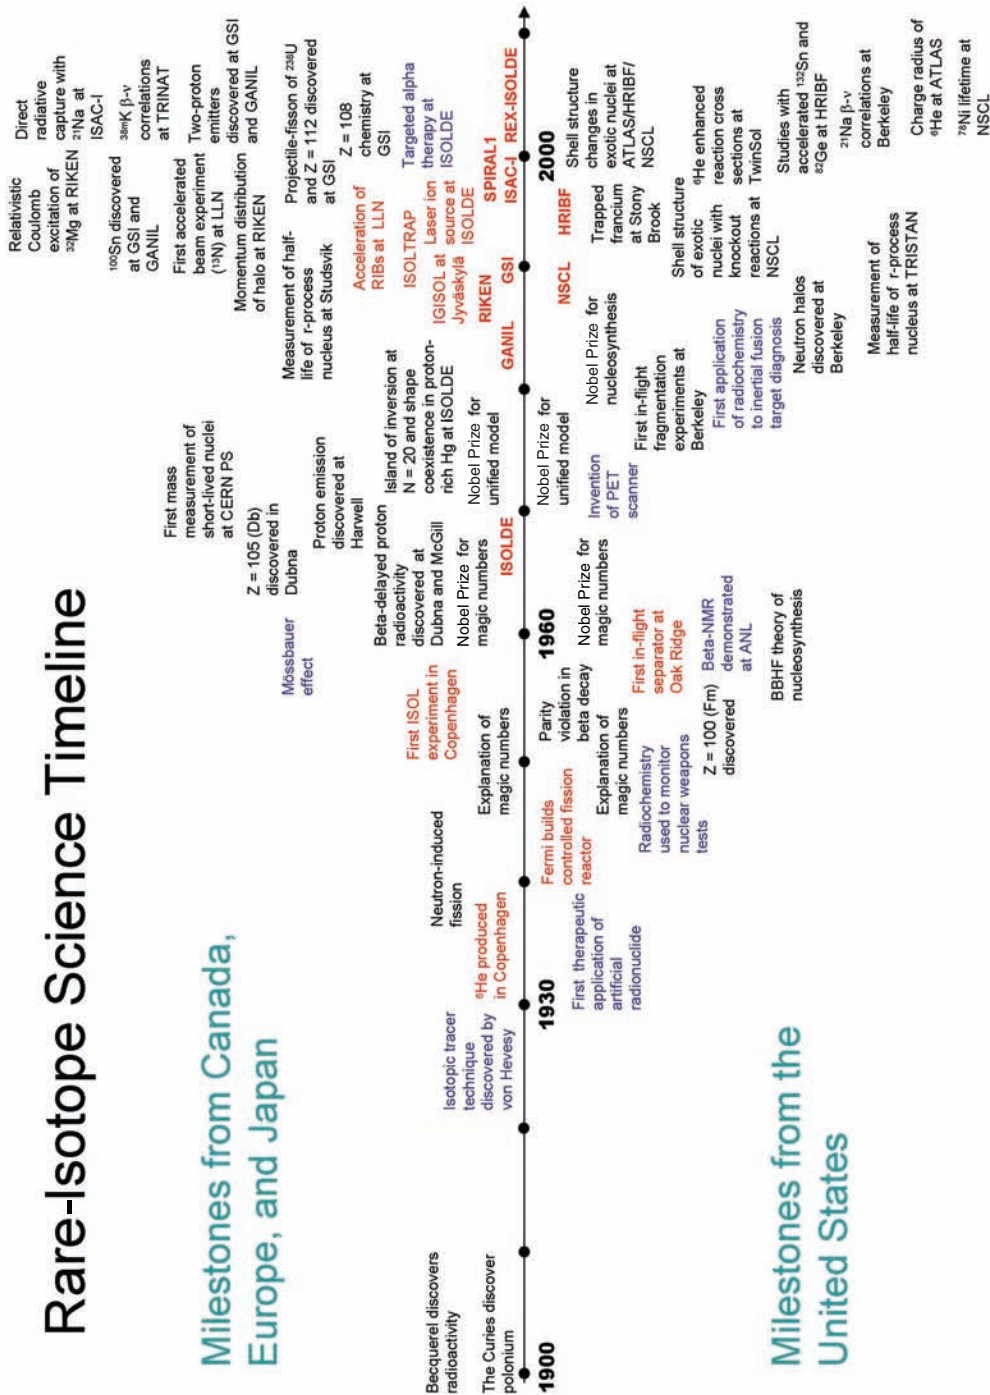 Rare-Isotope Science Timeline
Milestones from Canada,
Europe, and Japan
Becquerel discovers
radioactivity
The Curies discover
polonium
Isotopic tracer
technique
discovered by
von Hevesy
Neutron-induced
fission
⁶He produced
in Copenhagen
First ISOL
experiment in
Copenhagen
Explanation of
magic numbers
Mössbauer
effect
First mass
measurement of
short-lived nuclei
at CERN PS
Z = 105 (Db)
discovered in
Dubna
Proton emission
discovered at
Harwell
Beta-delayed proton
radioactivity
discovered at
Dubna and McGill
Nobel Prize for
magic numbers
ISOLDE
Island of inversion at
N = 20 and shape
coexistence in proton-
rich Hg at ISOLDE
Nobel Prize for
unified model
GANIL
Relativistic
Coulomb
excitation of
³²Mg at RIKEN
¹⁰⁰Sn discovered
at GSI and
GANIL
First accelerated
beam experiment
(¹³N) at LLN
Momentum distribution
of halo at RIKEN
Measurement of half-
life of r-process
nucleus at Studsvik
Acceleration of
RIBs at LLN
ISOLTRAP
IGISOL at
Jyväskylä
Laser ion
source at
ISOLDE
RIKEN
GSI
Direct
radiative
capture with
²¹Na at
ISAC-I
³⁸ᵐK β-ν
correlations
at TRINAT
Two-proton
emitters
discovered at GSI
and GANIL
Projectile-fisson of ²³⁸U
and Z = 112 discovered
at GSI
Z = 108
chemistry at
GSI
Targeted alpha
therapy at
ISOLDE
SPIRAL1
ISAC-I REX-ISOLDE
1900
1930
1960
2000
First therapeutic
application of
artificial
radionuclide
Fermi builds
controlled fission
reactor
Parity
violation in
beta decay
Explanation of
magic numbers
Radiochemistry
used to monitor
nuclear weapons
tests
Z = 100 (Fm)
discovered
First in-flight
separator at
Oak Ridge
Beta-NMR
demonstrated
at ANL
BBHF theory of
nucleosynthesis
Nobel Prize for
magic numbers
Nobel Prize for
unified model
Invention
of PET
scanner
Nobel Prize for
nucleosynthesis
First in-flight
fragmentation
experiments at
Berkeley
First application
of radiochemistry
to inertial fusion
target diagnosis
Neutron halos
discovered at
Berkeley
Measurement of
half-life of r-process
nucleus at TRISTAN
NSCL
HRIBF
Trapped
francium
at Stony
Brook
Shell structure
of exotic
nuclei with
knockout
reactions at
NSCL
Shell structure
changes in
exotic nuclei at
ATLAS/HRIBF/
NSCL
⁶He enhanced
reaction cross
sections at
TwinSol
Studies with
accelerated ¹³²Sn and
⁸²Ge at HRIBF
²¹Na β-ν
correlations at
Berkeley
Charge radius of
⁶He at ATLAS
⁷⁸Ni lifetime at
NSCL
Milestones from the
United States